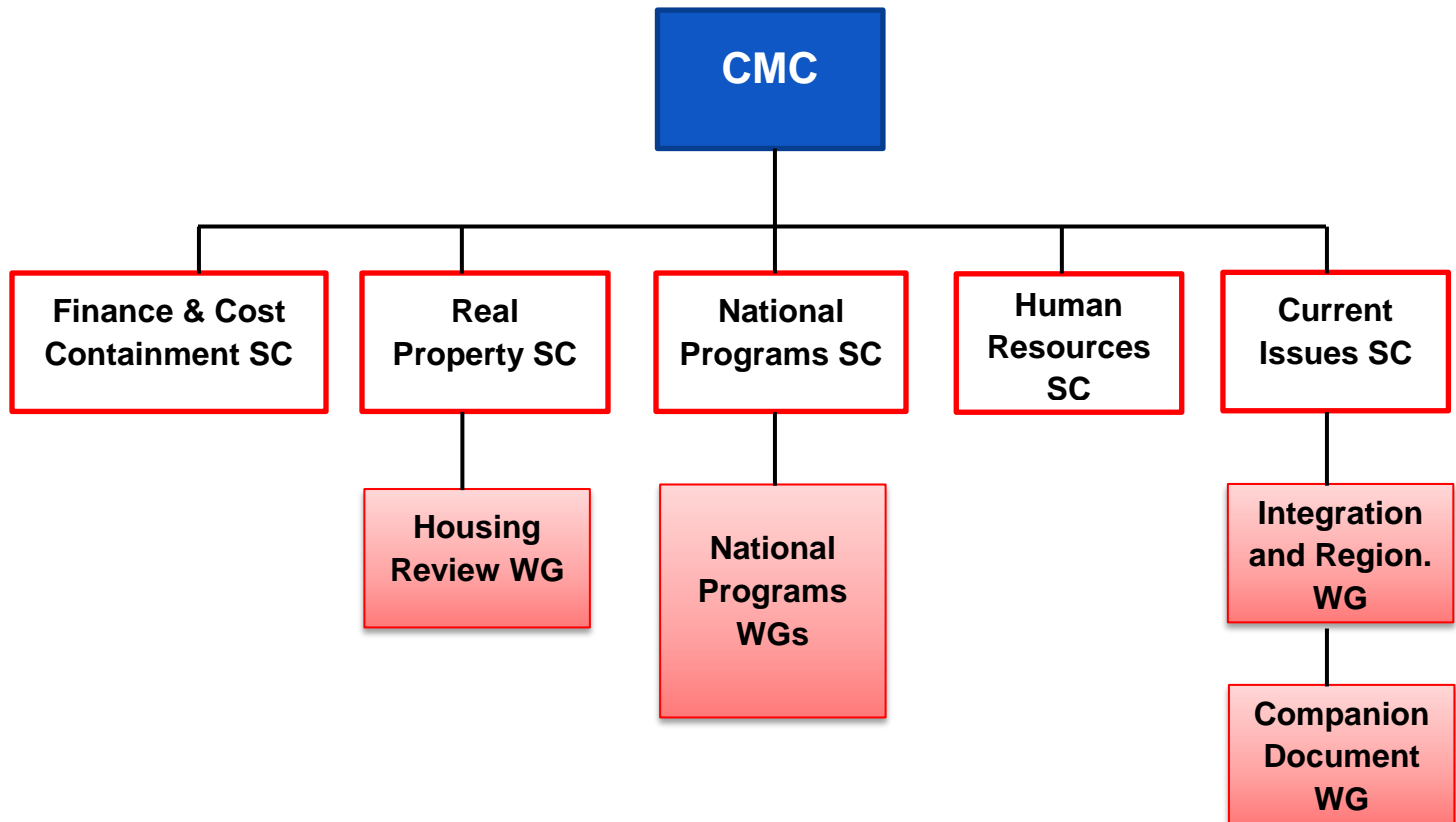 CMC
Finance & Cost
Containment SC
Real
Property SC
National
Programs SC
Human
Resources
SC
Current
Issues SC
Housing
Review WG
National
Programs
WGs
Integration
and Region.
WG
Companion
Document
WG